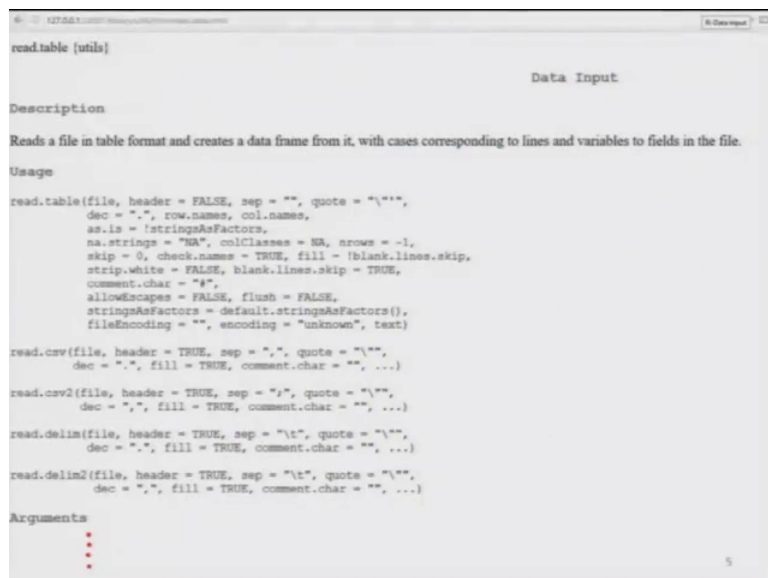 127.0.0.1
R: Data Input
read.table {utils}
Data Input
Description
Reads a file in table format and creates a data frame from it, with cases corresponding to lines and variables to fields in the file.
Usage
read.table(file, header = FALSE, sep = "", quote = "\"'",
dec = ".", row.names, col.names,
as.is = !stringsAsFactors,
na.strings = "NA", colClasses = NA, nrows = -1,
skip = 0, check.names = TRUE, fill = !blank.lines.skip,
strip.white = FALSE, blank.lines.skip = TRUE,
comment.char = "#",
allowEscapes = FALSE, flush = FALSE,
stringsAsFactors = default.stringsAsFactors(),
fileEncoding = "", encoding = "unknown", text)
read.csv(file, header = TRUE, sep = ",", quote = "\"",
dec = ".", fill = TRUE, comment.char = "", ...)
read.csv2(file, header = TRUE, sep = ";", quote = "\"",
dec = ",", fill = TRUE, comment.char = "", ...)
read.delim(file, header = TRUE, sep = "\t", quote = "\"",
dec = ".", fill = TRUE, comment.char = "", ...)
read.delim2(file, header = TRUE, sep = "\t", quote = "\"",
dec = ",", fill = TRUE, comment.char = "", ...)
Arguments
5